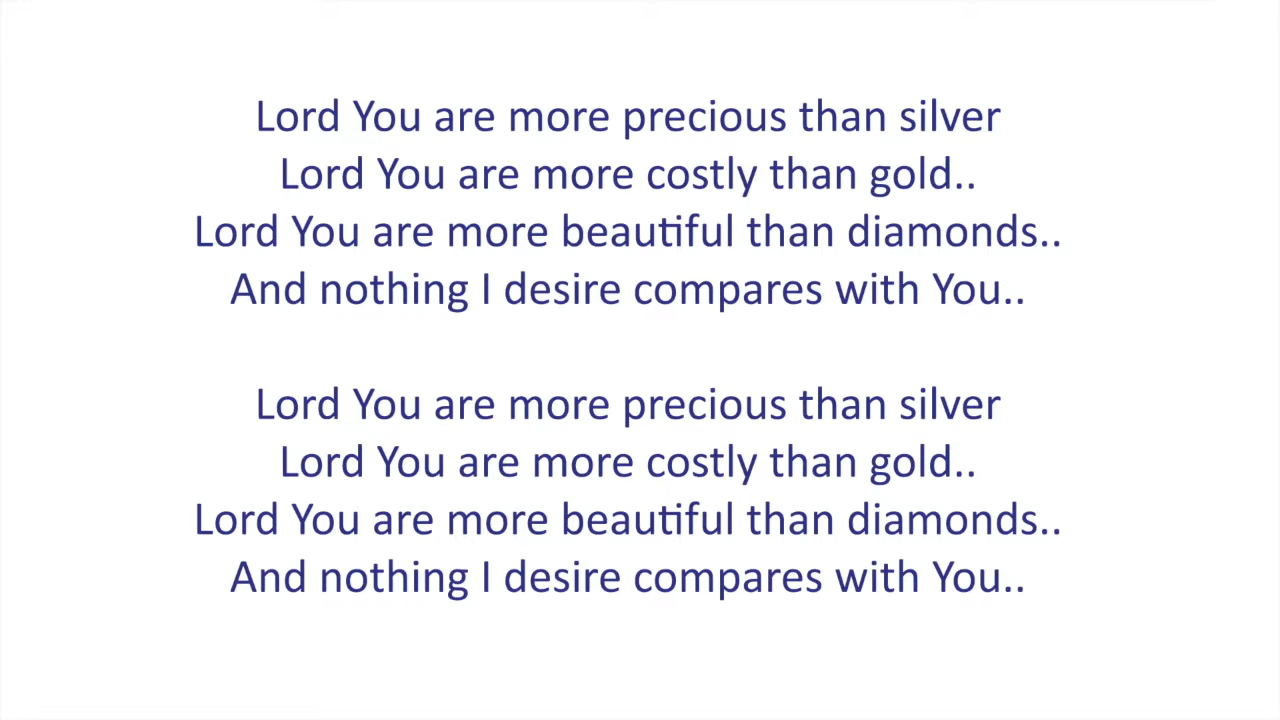 Lord You are more precious than silver
Lord You are more costly than gold..
Lord You are more beautiful than diamonds..
And nothing I desire compares with You..
Lord You are more precious than silver
Lord You are more costly than gold..
Lord You are more beautiful than diamonds..
And nothing I desire compares with You..